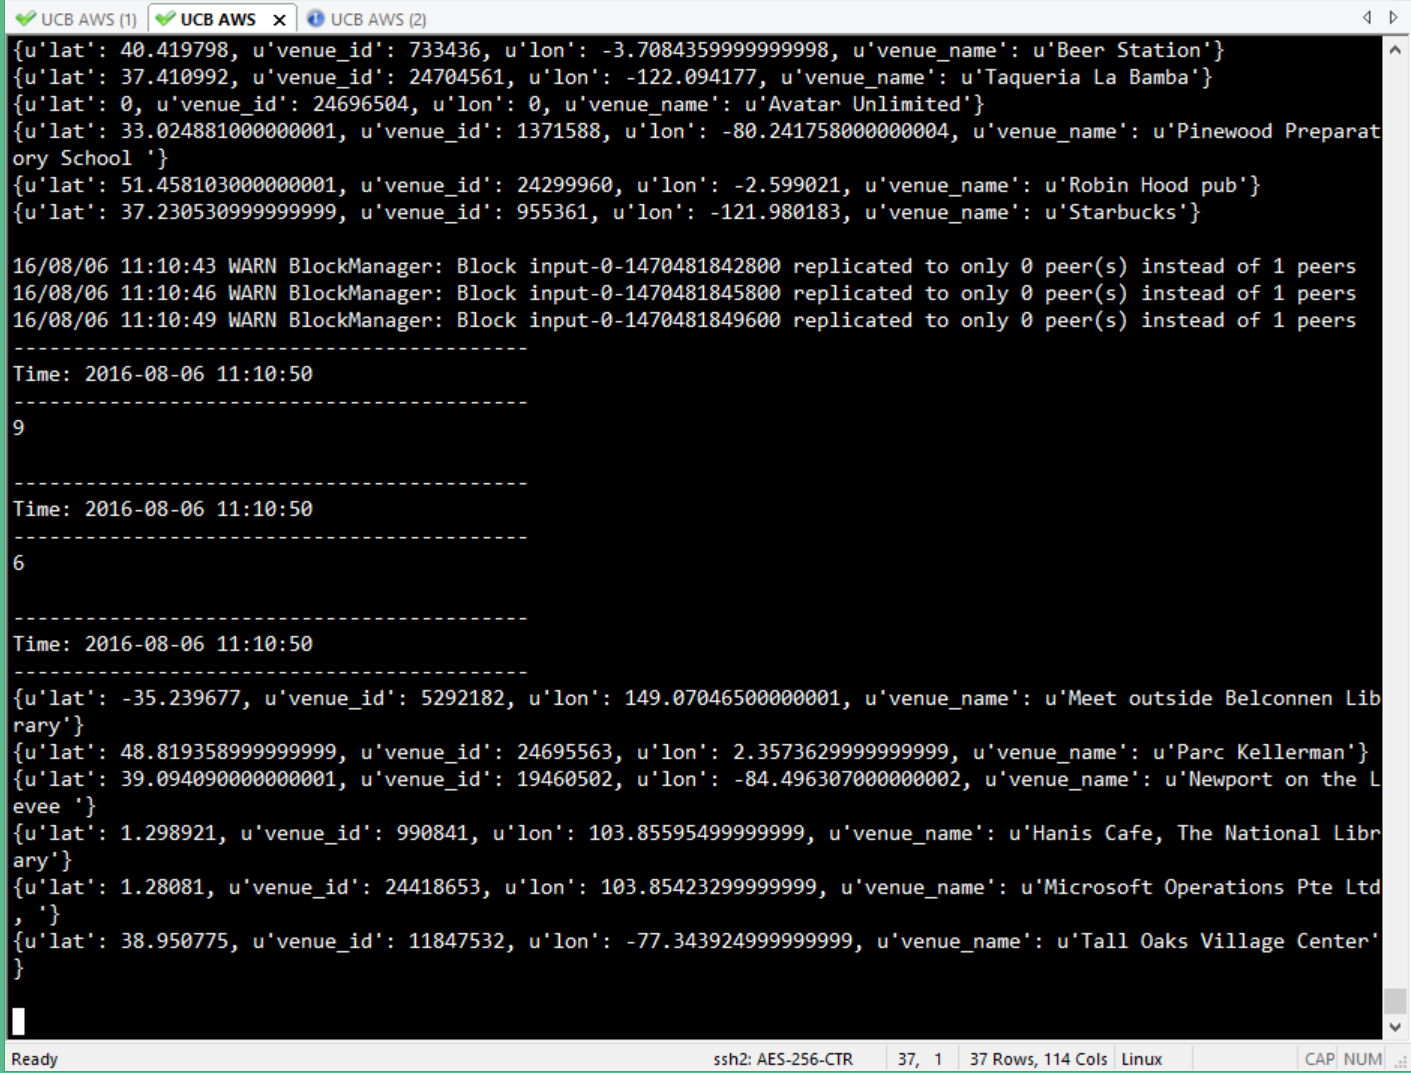 UCB AWS (1) UCB AWS x UCB AWS (2)
{u'lat': 40.419798, u'venue_id': 733436, u'lon': -3.7084359999999998, u'venue_name': u'Beer Station'}
{u'lat': 37.410992, u'venue_id': 24704561, u'lon': -122.094177, u'venue_name': u'Taqueria La Bamba'}
{u'lat': 0, u'venue_id': 24696504, u'lon': 0, u'venue_name': u'Avatar Unlimited'}
{u'lat': 33.024881000000001, u'venue_id': 1371588, u'lon': -80.241758000000004, u'venue_name': u'Pinewood Preparat
ory School '}
{u'lat': 51.458103000000001, u'venue_id': 24299960, u'lon': -2.599021, u'venue_name': u'Robin Hood pub'}
{u'lat': 37.230530999999999, u'venue_id': 955361, u'lon': -121.980183, u'venue_name': u'Starbucks'}
16/08/06 11:10:43 WARN BlockManager: Block input-0-1470481842800 replicated to only 0 peer(s) instead of 1 peers
16/08/06 11:10:46 WARN BlockManager: Block input-0-1470481845800 replicated to only 0 peer(s) instead of 1 peers
16/08/06 11:10:49 WARN BlockManager: Block input-0-1470481849600 replicated to only 0 peer(s) instead of 1 peers
-------------------------------------------
Time: 2016-08-06 11:10:50
-------------------------------------------
9
-------------------------------------------
Time: 2016-08-06 11:10:50
-------------------------------------------
6
-------------------------------------------
Time: 2016-08-06 11:10:50
-------------------------------------------
{u'lat': -35.239677, u'venue_id': 5292182, u'lon': 149.07046500000001, u'venue_name': u'Meet outside Belconnen Lib
rary'}
{u'lat': 48.819358999999999, u'venue_id': 24695563, u'lon': 2.3573629999999999, u'venue_name': u'Parc Kellerman'}
{u'lat': 39.094090000000001, u'venue_id': 19460502, u'lon': -84.496307000000002, u'venue_name': u'Newport on the L
evee '}
{u'lat': 1.298921, u'venue_id': 990841, u'lon': 103.85595499999999, u'venue_name': u'Hanis Cafe, The National Libr
ary'}
{u'lat': 1.28081, u'venue_id': 24418653, u'lon': 103.85423299999999, u'venue_name': u'Microsoft Operations Pte Ltd
, '}
{u'lat': 38.950775, u'venue_id': 11847532, u'lon': -77.343924999999999, u'venue_name': u'Tall Oaks Village Center'
}
Ready ssh2: AES-256-CTR 37, 1 37 Rows, 114 Cols Linux CAP NUM